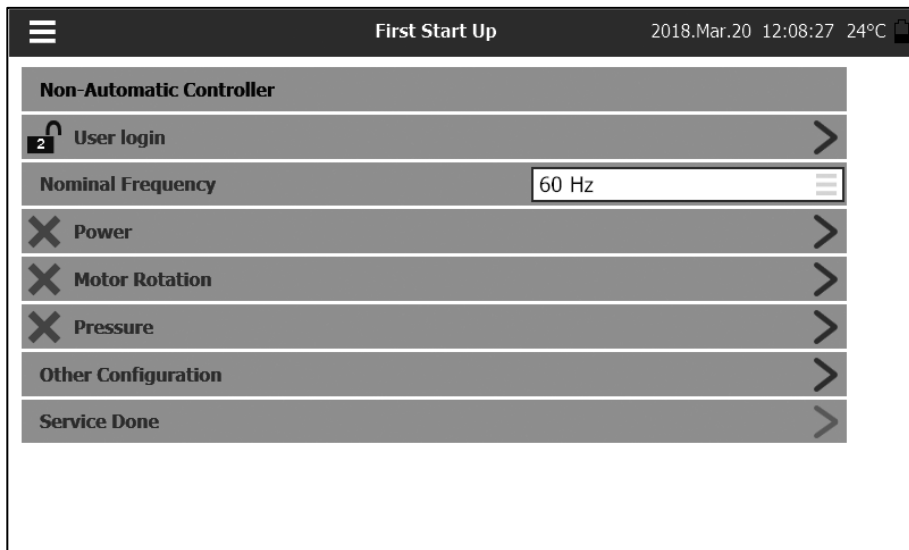 First Start Up 2018.Mar.20 12:08:27 24°C
Non-Automatic Controller
2 User login
Nominal Frequency 60 Hz
Power
Motor Rotation
Pressure
Other Configuration
Service Done